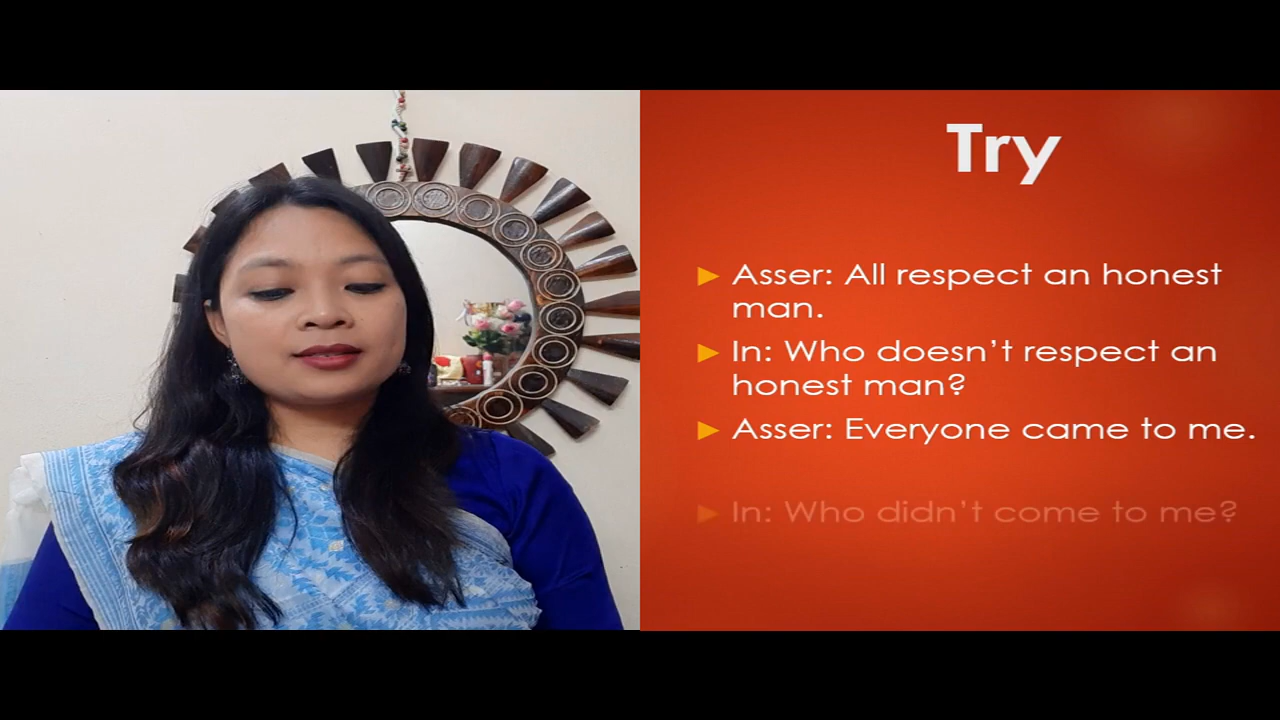 Try
Asser: All respect an honest
man.
In: Who doesn’t respect an
honest man?
Asser: Everyone came to me.
In: Who didn’t come to me?